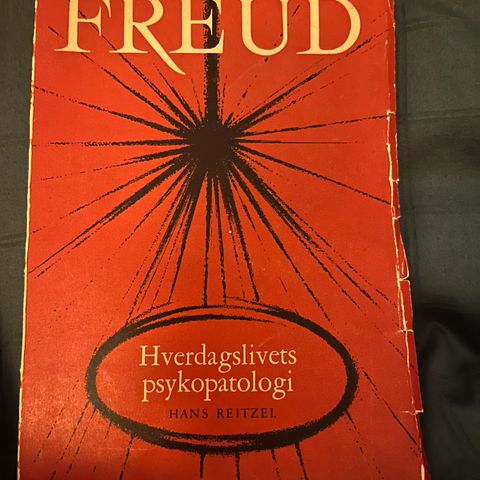 FREUD
Hverdagslivets
psykopatologi
HANS REITZEL